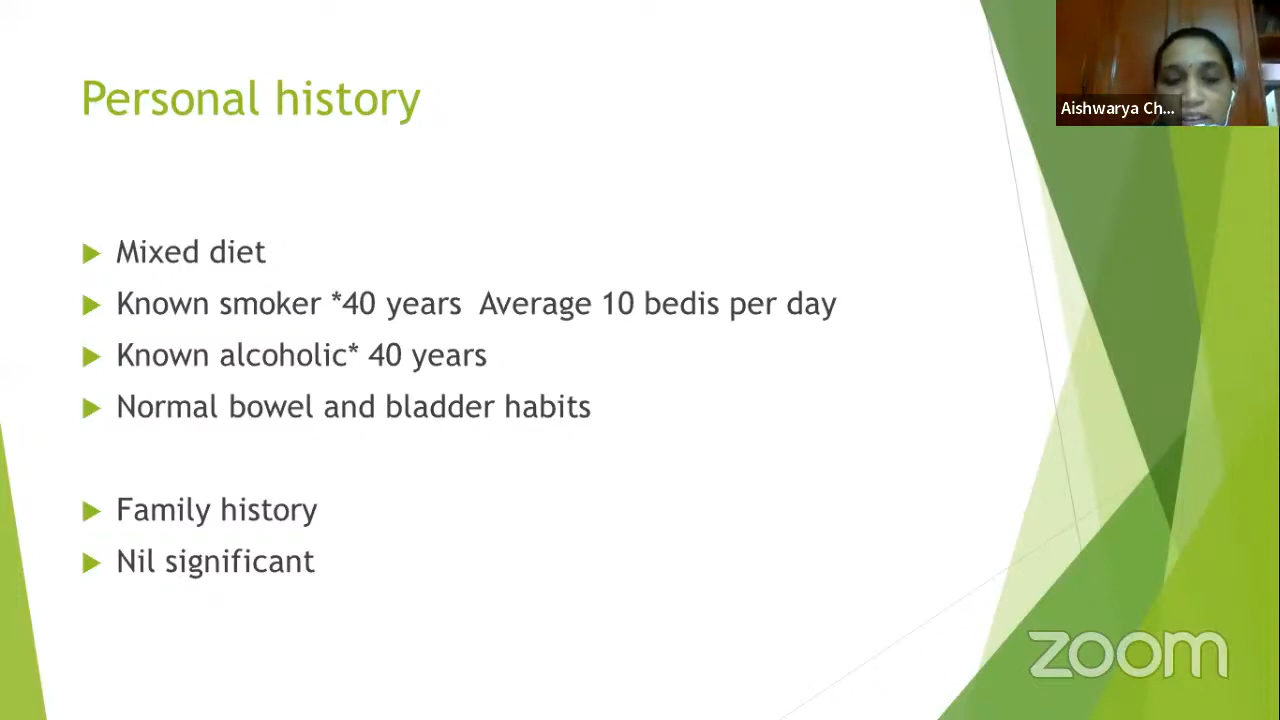 Personal history
Aishwarya Ch...
Mixed diet
Known smoker *40 years  Average 10 bedis per day
Known alcoholic* 40 years
Normal bowel and bladder habits
Family history
Nil significant
zoom